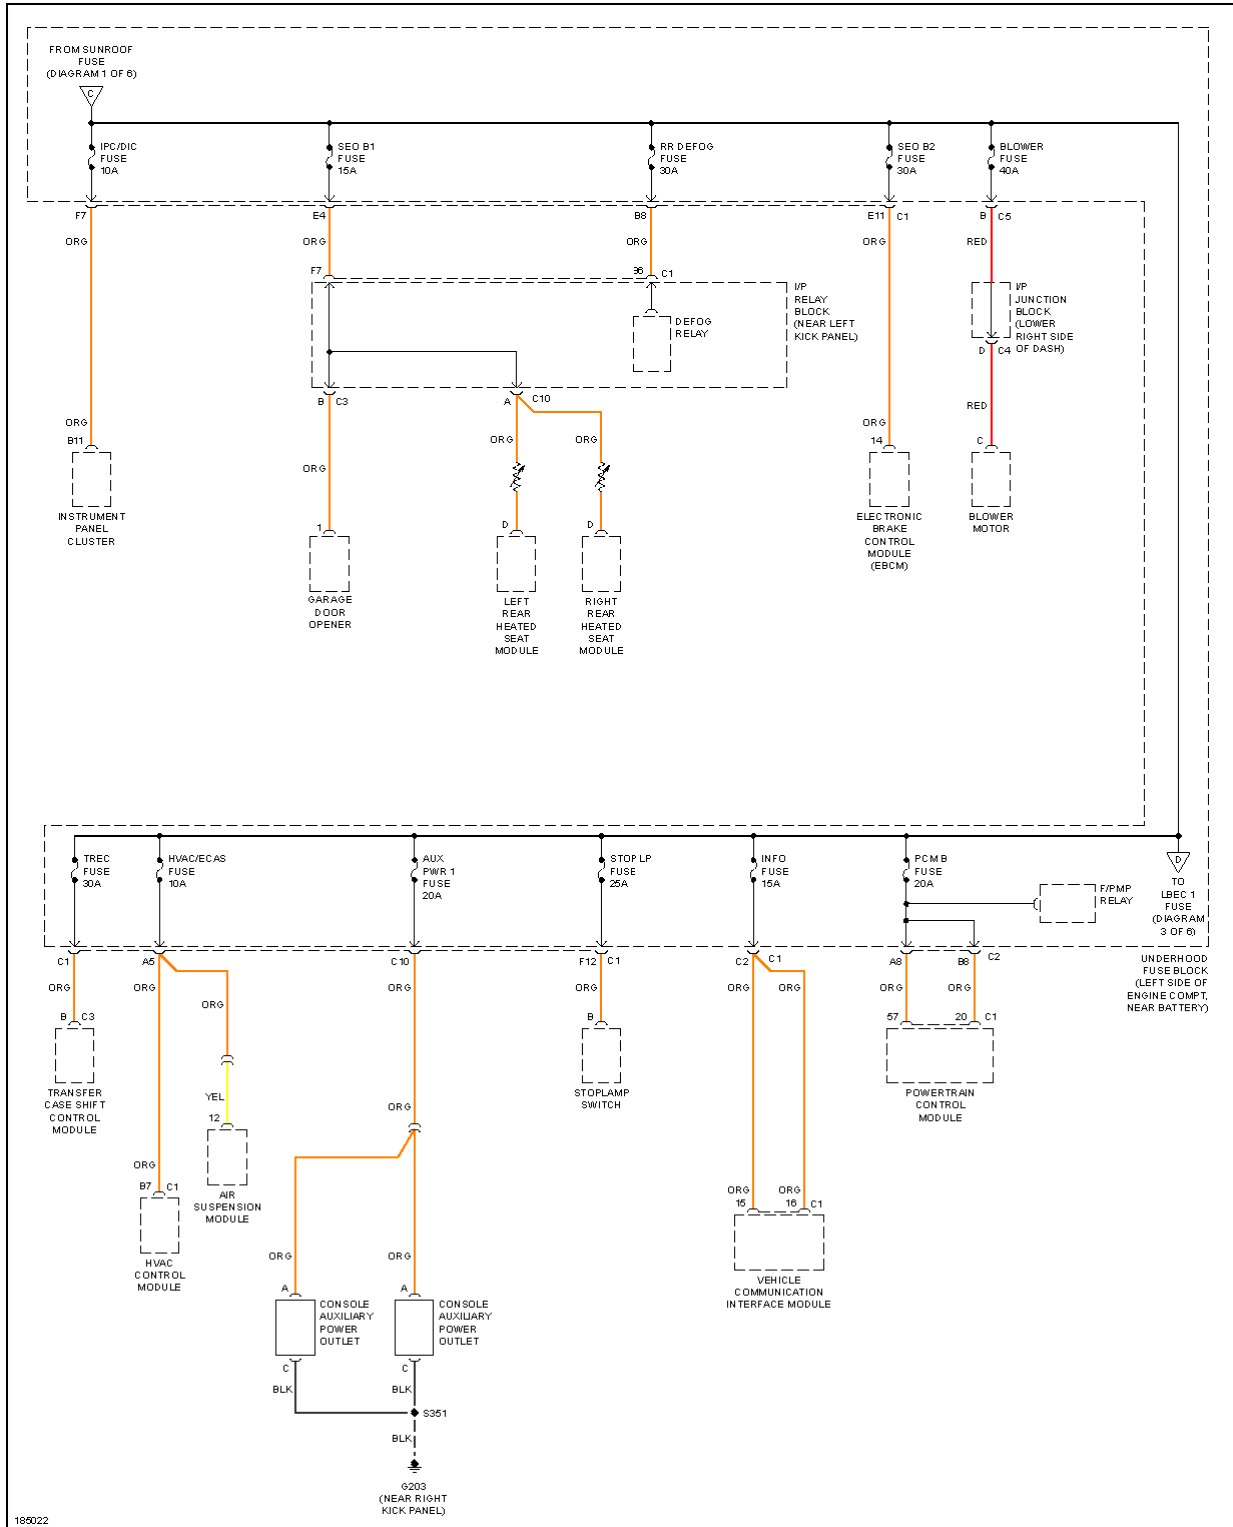 FROM SUNROOF
FUSE
(DIAGRAM 1 OF 6)
C
IPC/DIC
FUSE
10A
SEO B1
FUSE
15A
RR DEFOG
FUSE
30A
SEO B2
FUSE
30A
BLOWER
FUSE
40A
F7
E4
B8
E11
C1
B
C5
ORG
ORG
ORG
ORG
RED
F7
C1
I/P
RELAY
BLOCK
(NEAR LEFT
KICK PANEL)
DEFOG
RELAY
I/P
JUNCTION
BLOCK
(LOWER
RIGHT SIDE
OF DASH)
D
C4
B
C3
A
C10
RED
ORG
ORG
ORG
ORG
ORG
B11
14
C
INSTRUMENT
PANEL
CLUSTER
ELECTRONIC
BRAKE
CONTROL
MODULE
(EBCM)
BLOWER
MOTOR
1
D
D
GARAGE
DOOR
OPENER
LEFT
REAR
HEATED
SEAT
MODULE
RIGHT
REAR
HEATED
SEAT
MODULE
TREC
FUSE
30A
HVAC/ECAS
FUSE
10A
AUX
PWR 1
FUSE
20A
STOP LP
FUSE
25A
INFO
FUSE
15A
PCM B
FUSE
20A
F/PMP
RELAY
D
TO
LBEC 1
FUSE
(DIAGRAM
3 OF 6)
C1
A5
C10
F12
C1
C2
C1
A8
B8
C2
UNDERHOOD
FUSE BLOCK
(LEFT SIDE OF
ENGINE COMPT,
NEAR BATTERY)
ORG
ORG
ORG
ORG
ORG
ORG
ORG
ORG
ORG
B
C3
B
57
20
C1
TRANSFER
CASE SHIFT
CONTROL
MODULE
YEL
12
ORG
STOPLAMP
SWITCH
POWERTRAIN
CONTROL
MODULE
ORG
B7
C1
AIR
SUSPENSION
MODULE
ORG
ORG
15
16
C1
HVAC
CONTROL
MODULE
ORG
ORG
A
A
VEHICLE
COMMUNICATION
INTERFACE MODULE
CONSOLE
AUXILIARY
POWER
OUTLET
CONSOLE
AUXILIARY
POWER
OUTLET
C
C
BLK
BLK
S351
BLK
G203
(NEAR RIGHT
KICK PANEL)
185022